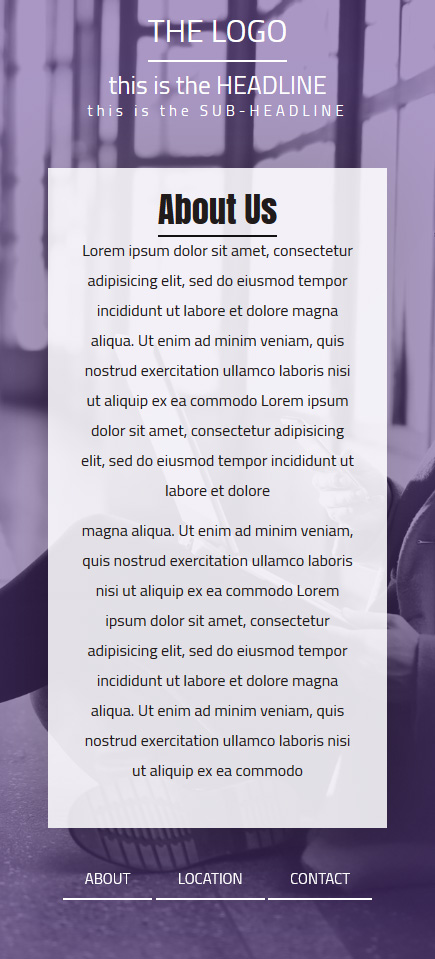 THE LOGO
this is the HEADLINE
this is the SUB-HEADLINE
About Us
Lorem ipsum dolor sit amet, consectetur
adipisicing elit, sed do eiusmod tempor
incididunt ut labore et dolore magna
aliqua. Ut enim ad minim veniam, quis
nostrud exercitation ullamco laboris nisi
ut aliquip ex ea commodo Lorem ipsum
dolor sit amet, consectetur adipisicing
elit, sed do eiusmod tempor incididunt ut
labore et dolore
magna aliqua. Ut enim ad minim veniam,
quis nostrud exercitation ullamco laboris
nisi ut aliquip ex ea commodo Lorem
ipsum dolor sit amet, consectetur
adipisicing elit, sed do eiusmod tempor
incididunt ut labore et dolore magna
aliqua. Ut enim ad minim veniam, quis
nostrud exercitation ullamco laboris nisi
ut aliquip ex ea commodo
ABOUT LOCATION CONTACT